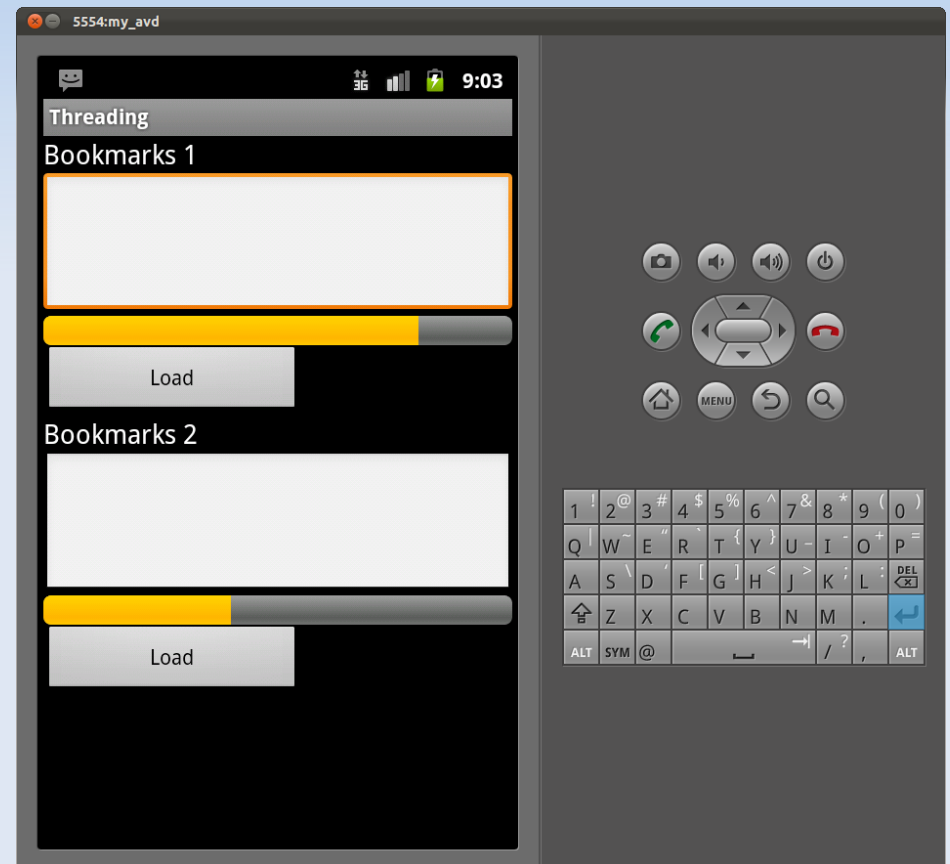 5554:my_avd
3G 9:03
Threading
Bookmarks 1
Load
Bookmarks 2
Load
MENU
1 ! 2 @ 3 # 4 $ 5 % 6 ^ 7 & 8 * 9 ( 0 )
Q | W ~ E " R ` T { Y } U _ I - O + P =
A S \ D ' F [ G ] H < J > K ; L : DEL
Z X C V B N M .
ALT SYM @ / ? , ALT